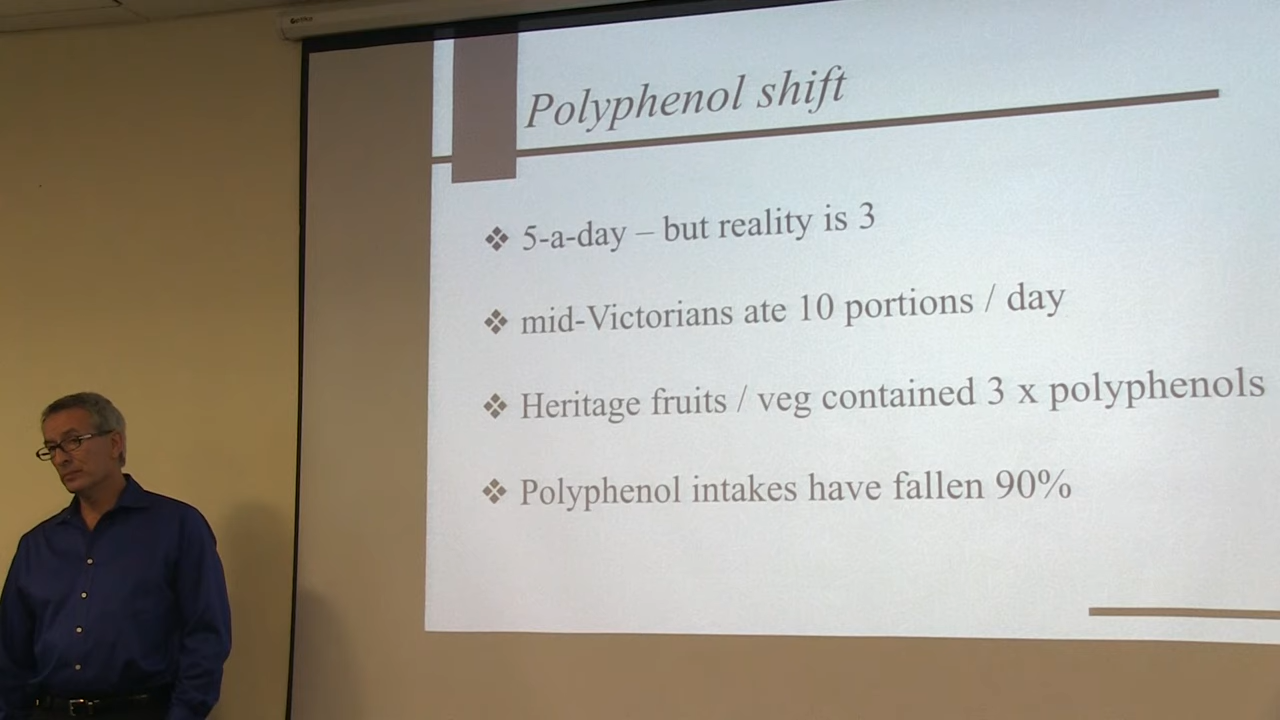 Polyphenol shift
❖ 5-a-day – but reality is 3
❖ mid-Victorians ate 10 portions / day
❖ Heritage fruits / veg contained 3 x polyphenols
❖ Polyphenol intakes have fallen 90%